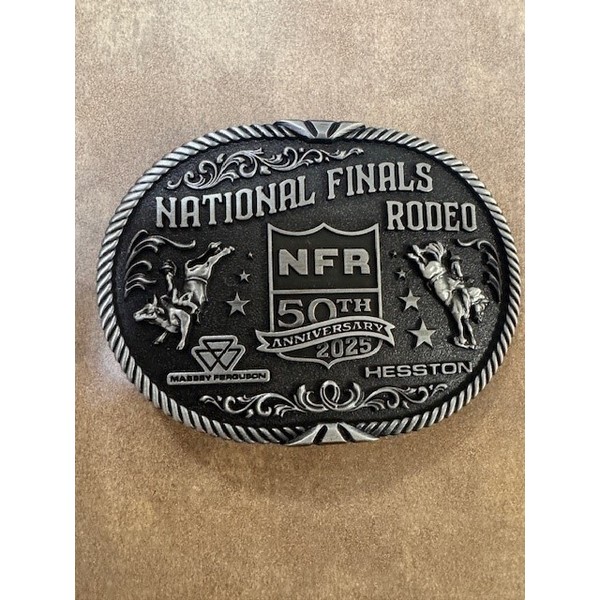 NATIONAL FINALS
RODEO
NFR
50TH
ANNIVERSARY
2025
MASSEY FERGUSON
HESSTON